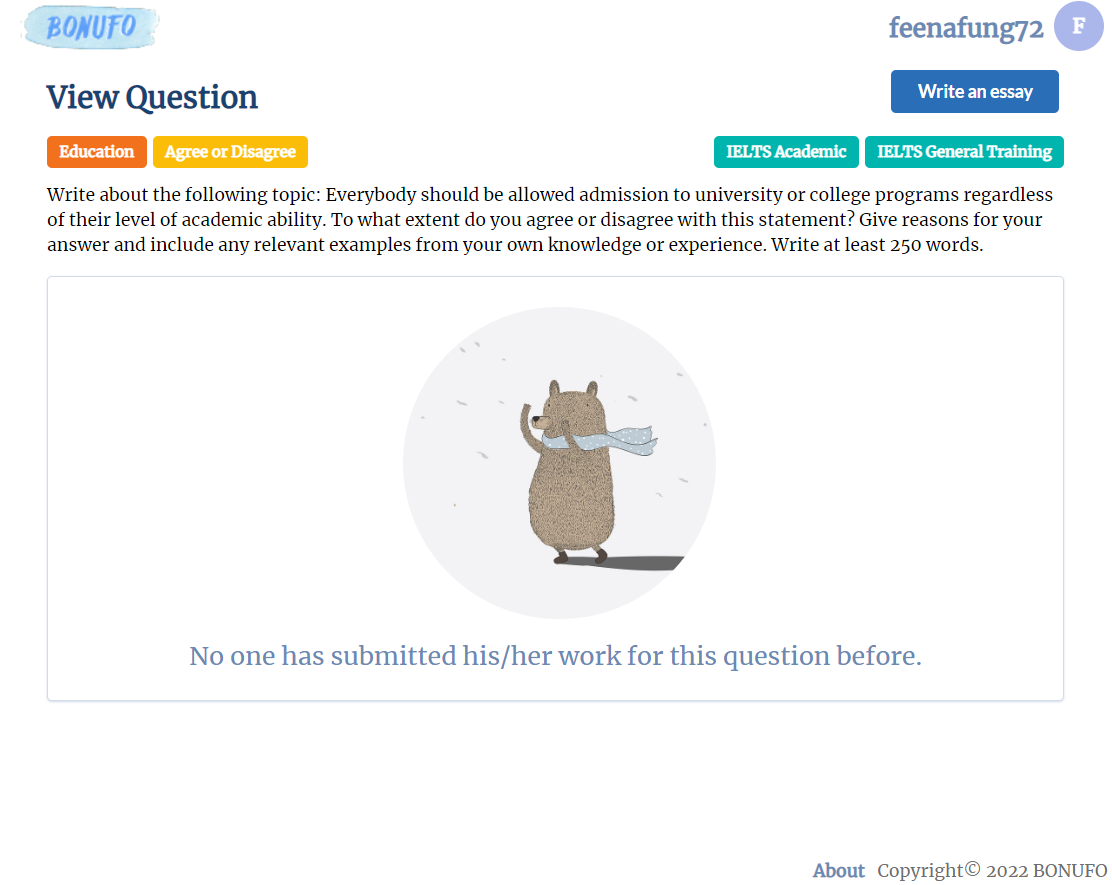 BONUFO
feenafung72
F
View Question
Write an essay
Education
Agree or Disagree
IELTS Academic
IELTS General Training
Write about the following topic: Everybody should be allowed admission to university or college programs regardless
of their level of academic ability. To what extent do you agree or disagree with this statement? Give reasons for your
answer and include any relevant examples from your own knowledge or experience. Write at least 250 words.
No one has submitted his/her work for this question before.
About Copyright© 2022 BONUFO